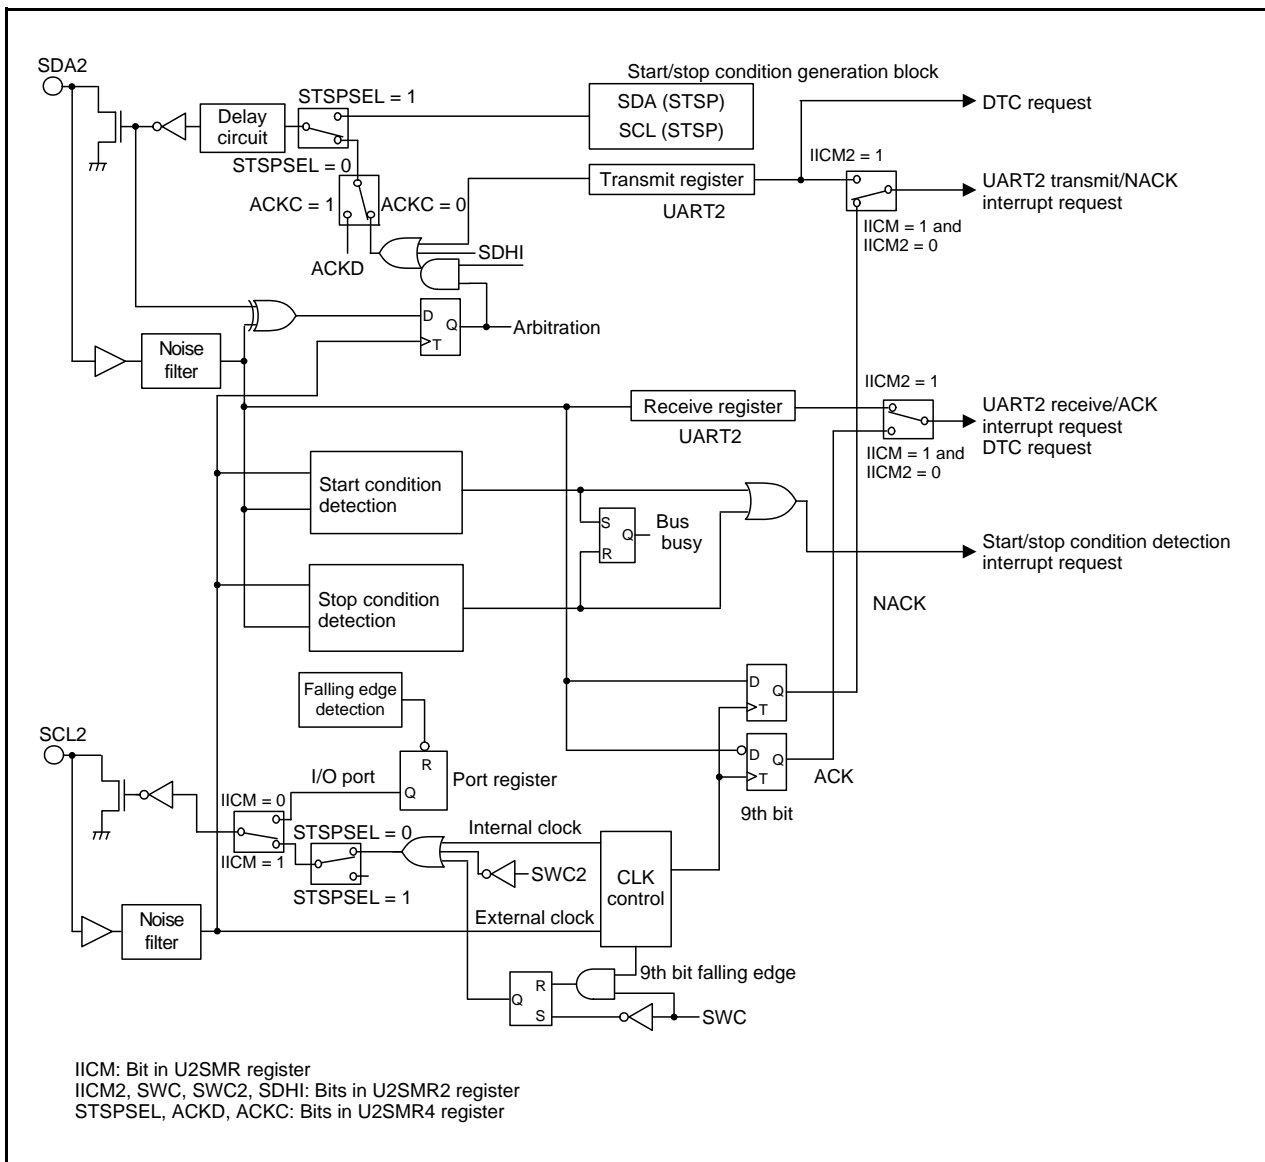 SDA2
Start/stop condition generation block
STSPSEL = 1
SDA (STSP)
SCL (STSP)
DTC request
Delay
circuit
STSPSEL = 0
IICM2 = 1
Transmit register
UART2
UART2 transmit/NACK
interrupt request
ACKC = 1
ACKC = 0
IICM = 1 and
IICM2 = 0
SDHI
ACKD
D
Q
T
Arbitration
Noise
filter
IICM2 = 1
Receive register
UART2
UART2 receive/ACK
interrupt request
DTC request
IICM = 1 and
IICM2 = 0
Start condition
detection
S
Q
R
Bus
busy
Start/stop condition detection
interrupt request
Stop condition
detection
NACK
Falling edge
detection
D
Q
T
SCL2
R
Q
Port register
I/O port
D
Q
T
ACK
9th bit
IICM = 0
IICM = 1
STSPSEL = 0
STSPSEL = 1
Internal clock
SWC2
CLK
control
External clock
Noise
filter
9th bit falling edge
Q
R
S
SWC
IICM: Bit in U2SMR register
IICM2, SWC, SWC2, SDHI: Bits in U2SMR2 register
STSPSEL, ACKD, ACKC: Bits in U2SMR4 register